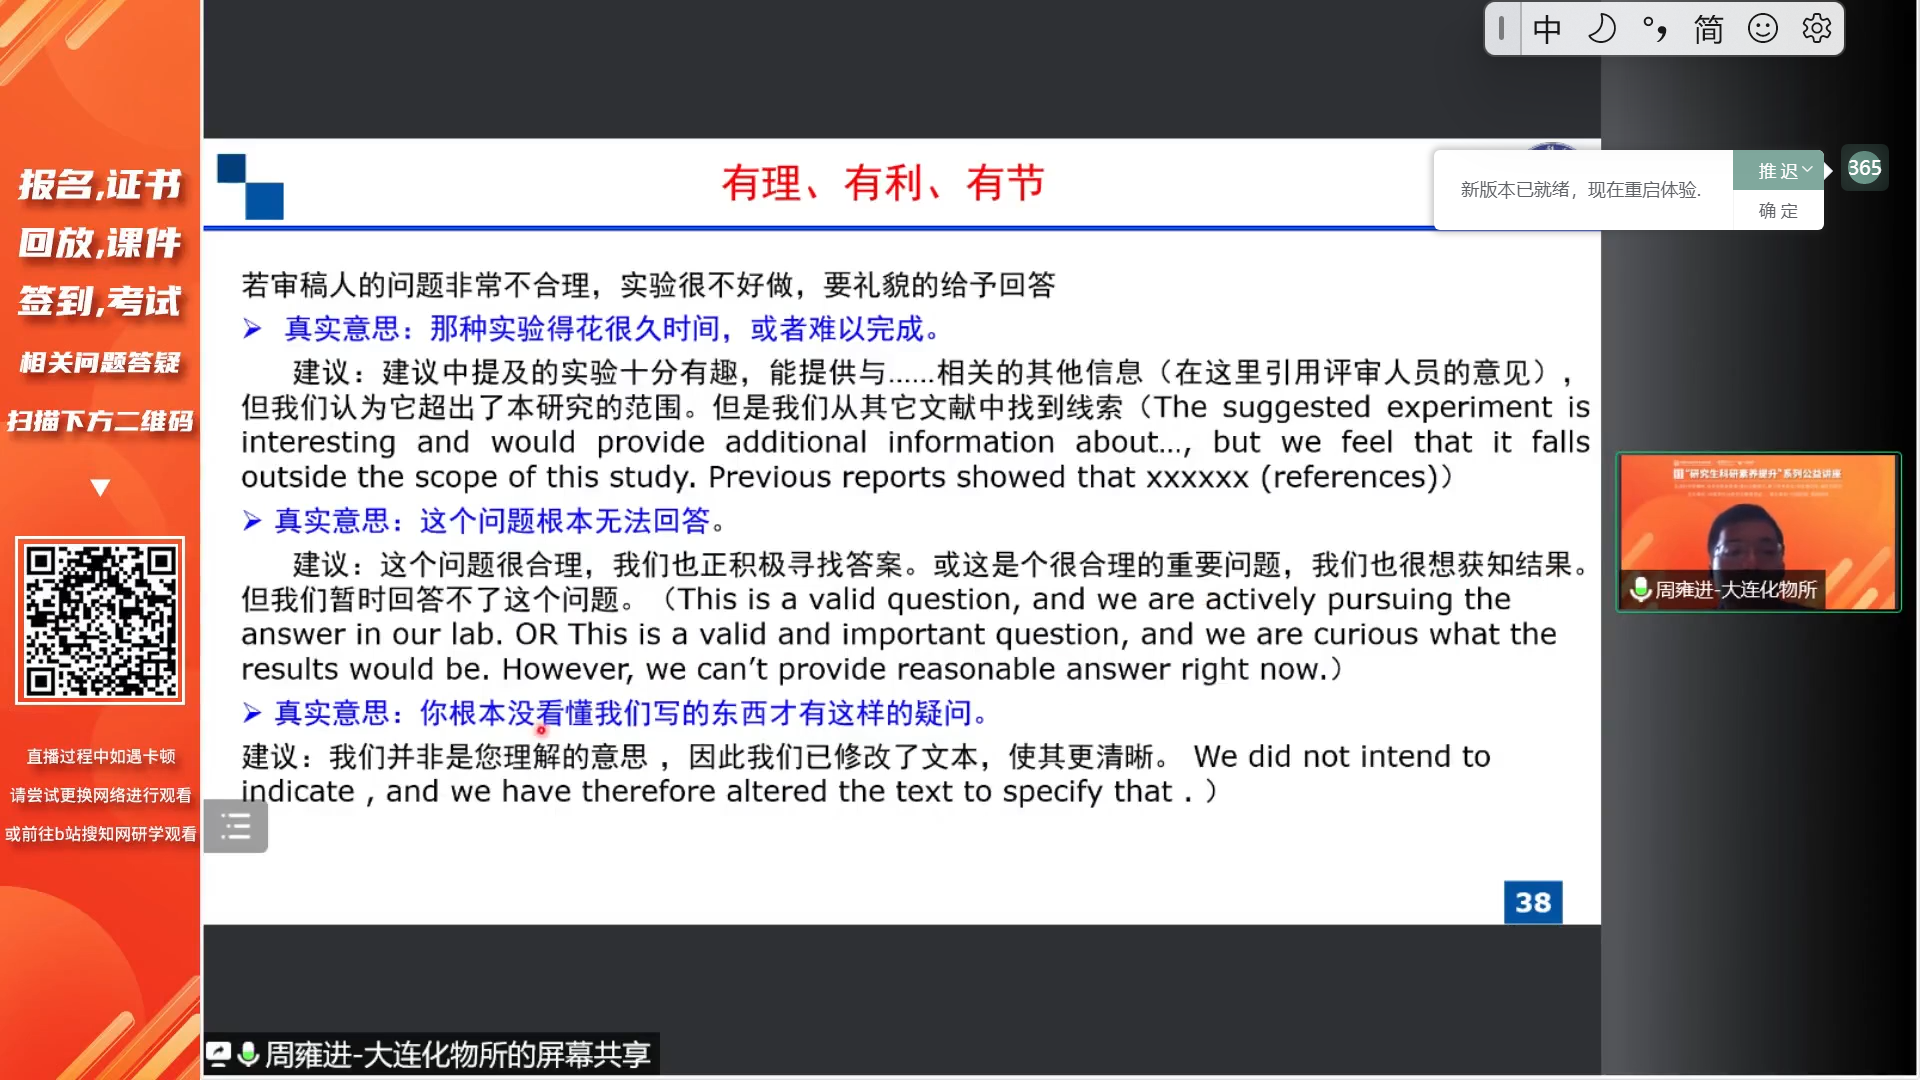 中 简
报名,证书
回放,课件
签到,考试
相关问题答疑
扫描下方二维码
直播过程中如遇卡顿
请尝试更换网络进行观看
或前往b站搜知网研学观看
有理、有利、有节
新版本已就绪，现在重启体验.
推迟
确定
365
若审稿人的问题非常不合理，实验很不好做，要礼貌的给予回答
➢ 真实意思：那种实验得花很久时间，或者难以完成。
建议：建议中提及的实验十分有趣，能提供与……相关的其他信息（在这里引用评审人员的意见），
但我们认为它超出了本研究的范围。但是我们从其它文献中找到线索（The suggested experiment is
interesting and would provide additional information about…, but we feel that it falls
outside the scope of this study. Previous reports showed that xxxxxx (references)）
➢ 真实意思：这个问题根本无法回答。
建议：这个问题很合理，我们也正积极寻找答案。或这是个很合理的重要问题，我们也很想获知结果。
但我们暂时回答不了这个问题。（This is a valid question, and we are actively pursuing the
answer in our lab. OR This is a valid and important question, and we are curious what the
results would be. However, we can’t provide reasonable answer right now.）
➢ 真实意思：你根本没看懂我们写的东西才有这样的疑问。
建议：我们并非是您理解的意思 ，因此我们已修改了文本，使其更清晰。 We did not intend to
indicate , and we have therefore altered the text to specify that . ）
38
"研究生科研素养提升"系列公益讲座
周雍进-大连化物所
周雍进-大连化物所的屏幕共享